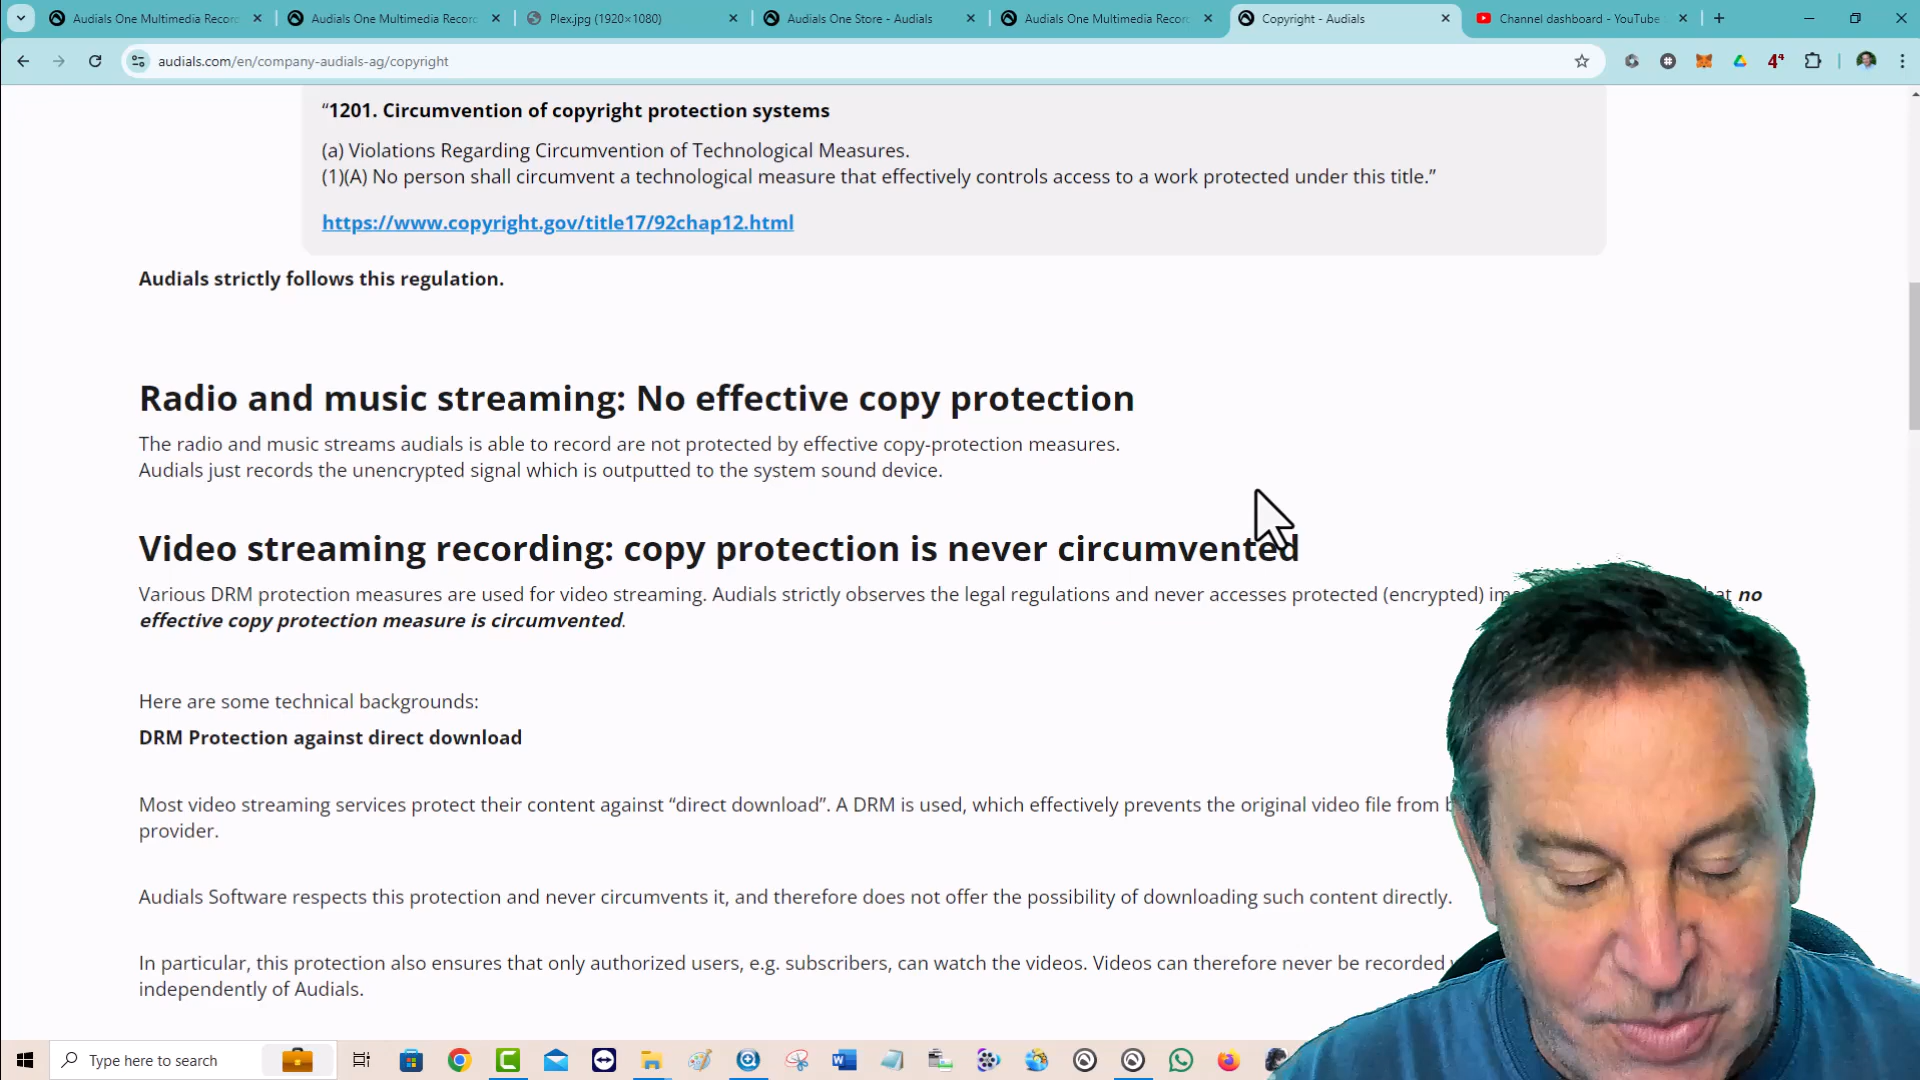 Audials One Multimedia Record
Audials One Multimedia Record
Plex.jpg (1920×1080)
Audials One Store - Audials
Audials One Multimedia Record
Copyright - Audials
Channel dashboard - YouTube
audials.com/en/company-audials-ag/copyright
“1201. Circumvention of copyright protection systems
(a) Violations Regarding Circumvention of Technological Measures.
(1)(A) No person shall circumvent a technological measure that effectively controls access to a work protected under this title.”
https://www.copyright.gov/title17/92chap12.html
Audials strictly follows this regulation.
Radio and music streaming: No effective copy protection
The radio and music streams audials is able to record are not protected by effective copy-protection measures.
Audials just records the unencrypted signal which is outputted to the system sound device.
Video streaming recording: copy protection is never circumvented
Various DRM protection measures are used for video streaming. Audials strictly observes the legal regulations and never accesses protected (encrypted) no
effective copy protection measure is circumvented.
Here are some technical backgrounds:
DRM Protection against direct download
Most video streaming services protect their content against “direct download”. A DRM is used, which effectively prevents the original video file from
provider.
Audials Software respects this protection and never circumvents it, and therefore does not offer the possibility of downloading such content directly.
In particular, this protection also ensures that only authorized users, e.g. subscribers, can watch the videos. Videos can therefore never be recorded
independently of Audials.
Type here to search